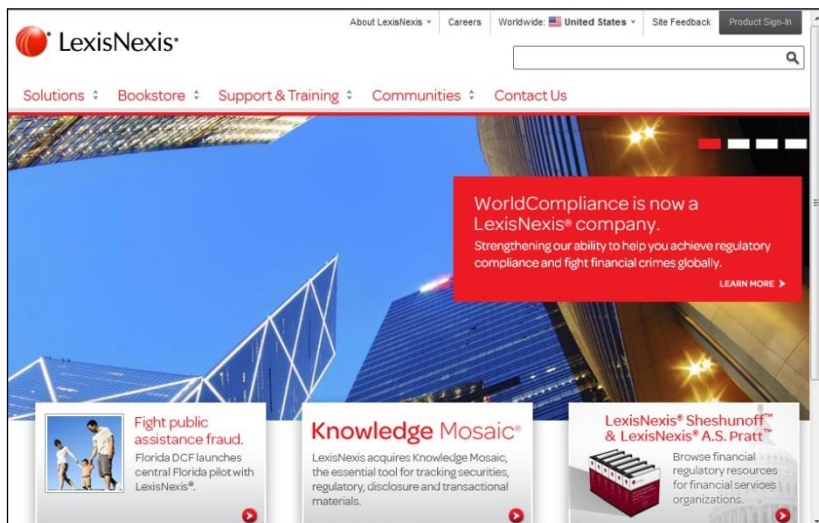 About LexisNexis
Careers
Worldwide: United States
Site Feedback
Product Sign-In
LexisNexis®
Solutions
Bookstore
Support & Training
Communities
Contact Us
WorldCompliance is now a
LexisNexis® company.
Strengthening our ability to help you achieve regulatory
compliance and fight financial crimes globally.
LEARN MORE
Fight public
assistance fraud.
Florida DCF launches
central Florida pilot with
LexisNexis®.
Knowledge Mosaic®
LexisNexis acquires Knowledge Mosaic,
the essential tool for tracking securities,
regulatory, disclosure and transactional
materials.
LexisNexis® Sheshunoff™
& LexisNexis® A.S. Pratt™
Browse financial
regulatory resources
for financial services
organizations.